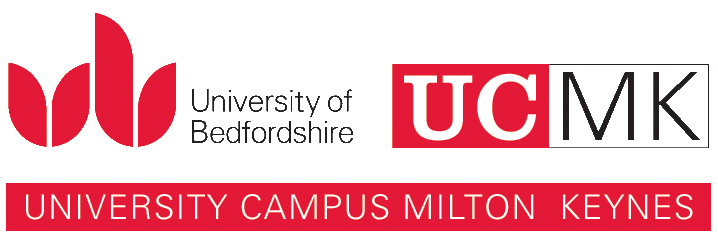 University of
Bedfordshire
UCMK
UNIVERSITY CAMPUS MILTON KEYNES